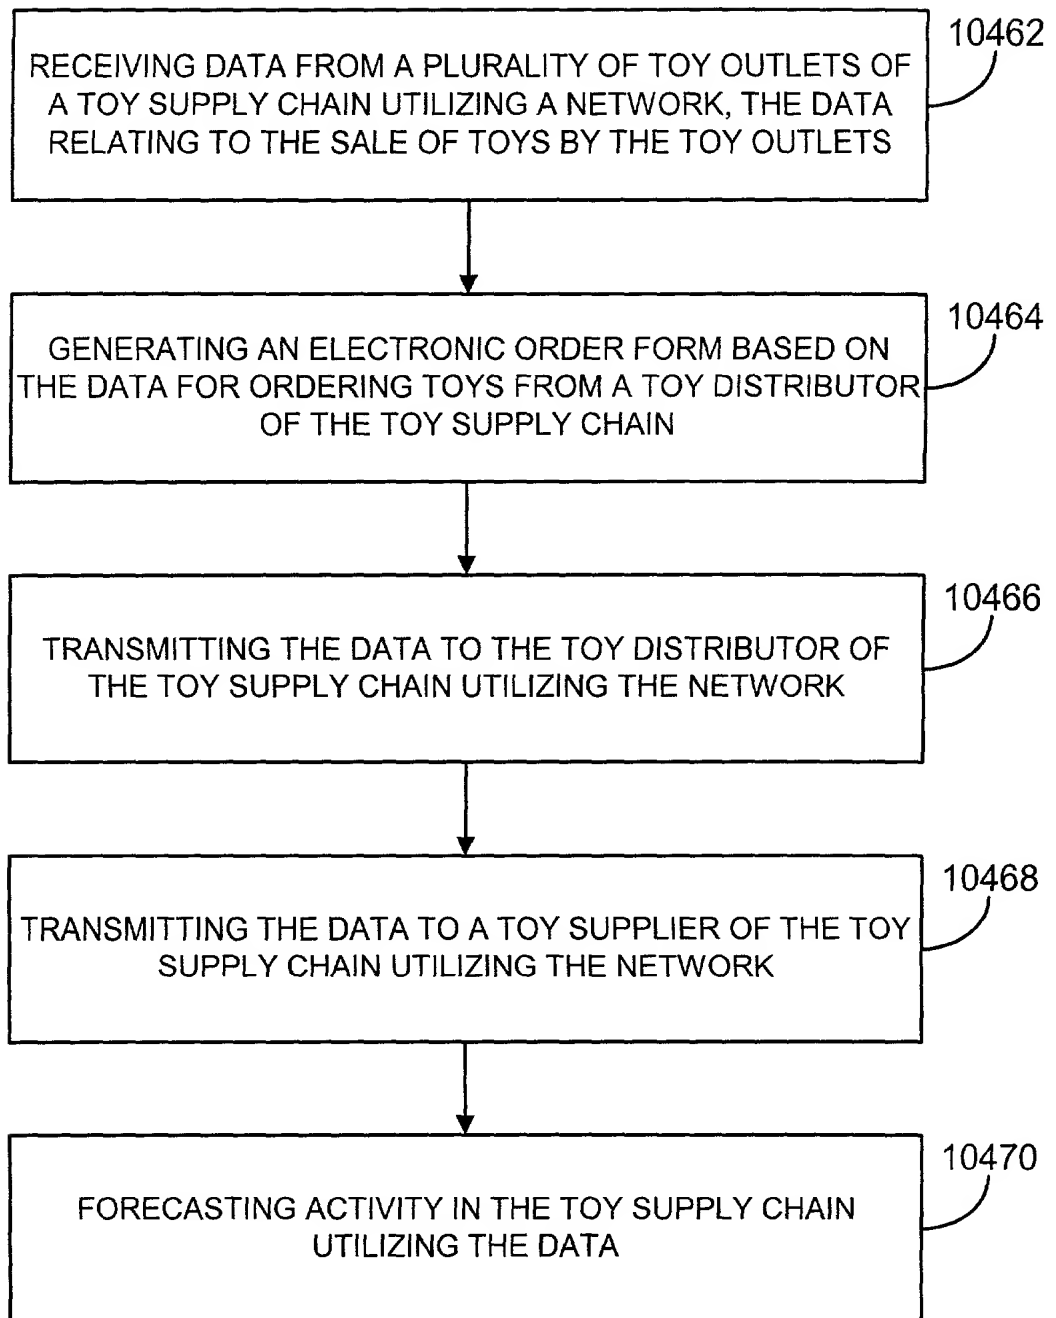 10462
RECEIVING DATA FROM A PLURALITY OF TOY OUTLETS OF
A TOY SUPPLY CHAIN UTILIZING A NETWORK, THE DATA
RELATING TO THE SALE OF TOYS BY THE TOY OUTLETS
10464
GENERATING AN ELECTRONIC ORDER FORM BASED ON
THE DATA FOR ORDERING TOYS FROM A TOY DISTRIBUTOR
OF THE TOY SUPPLY CHAIN
10466
TRANSMITTING THE DATA TO THE TOY DISTRIBUTOR OF
THE TOY SUPPLY CHAIN UTILIZING THE NETWORK
10468
TRANSMITTING THE DATA TO A TOY SUPPLIER OF THE TOY
SUPPLY CHAIN UTILIZING THE NETWORK
10470
FORECASTING ACTIVITY IN THE TOY SUPPLY CHAIN
UTILIZING THE DATA